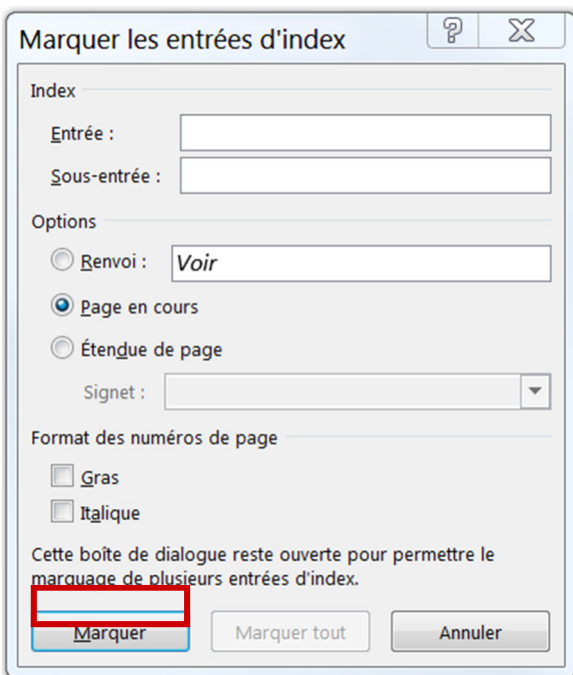 Marquer les entrées d'index
Index
Entrée :
Sous-entrée :
Options
Renvoi : Voir
Page en cours
Étendue de page
Signet :
Format des numéros de page
Gras
Italique
Cette boîte de dialogue reste ouverte pour permettre le
marquage de plusieurs entrées d'index.
Marquer Marquer tout Annuler